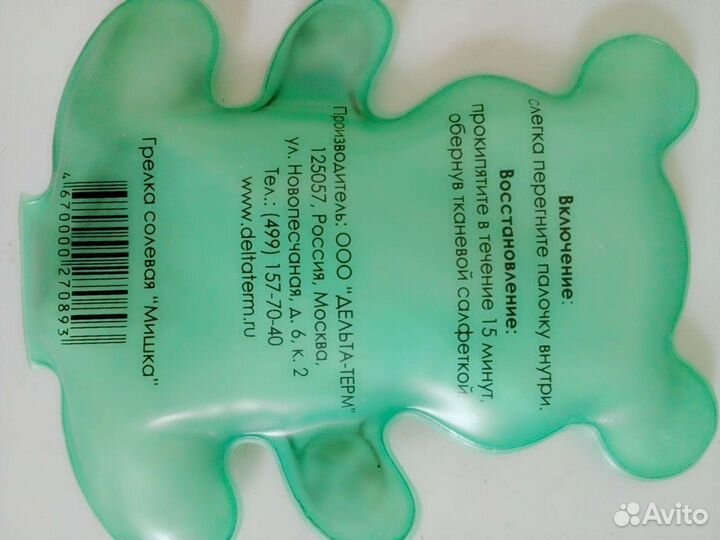 Включение:
слегка перегните палочку внутри.
Восстановление:
прокипятите в течение 15 минут,
обернув тканевой салфеткой.
Производитель: ООО "ДЕЛЬТА-ТЕРМ"
125057, Россия, Москва,
ул. Новопесчаная, д. 6, к. 2
Тел.: (499) 157-70-40
www.deltaterm.ru
Грелка солевая "Мишка"
4670000270893
Avito